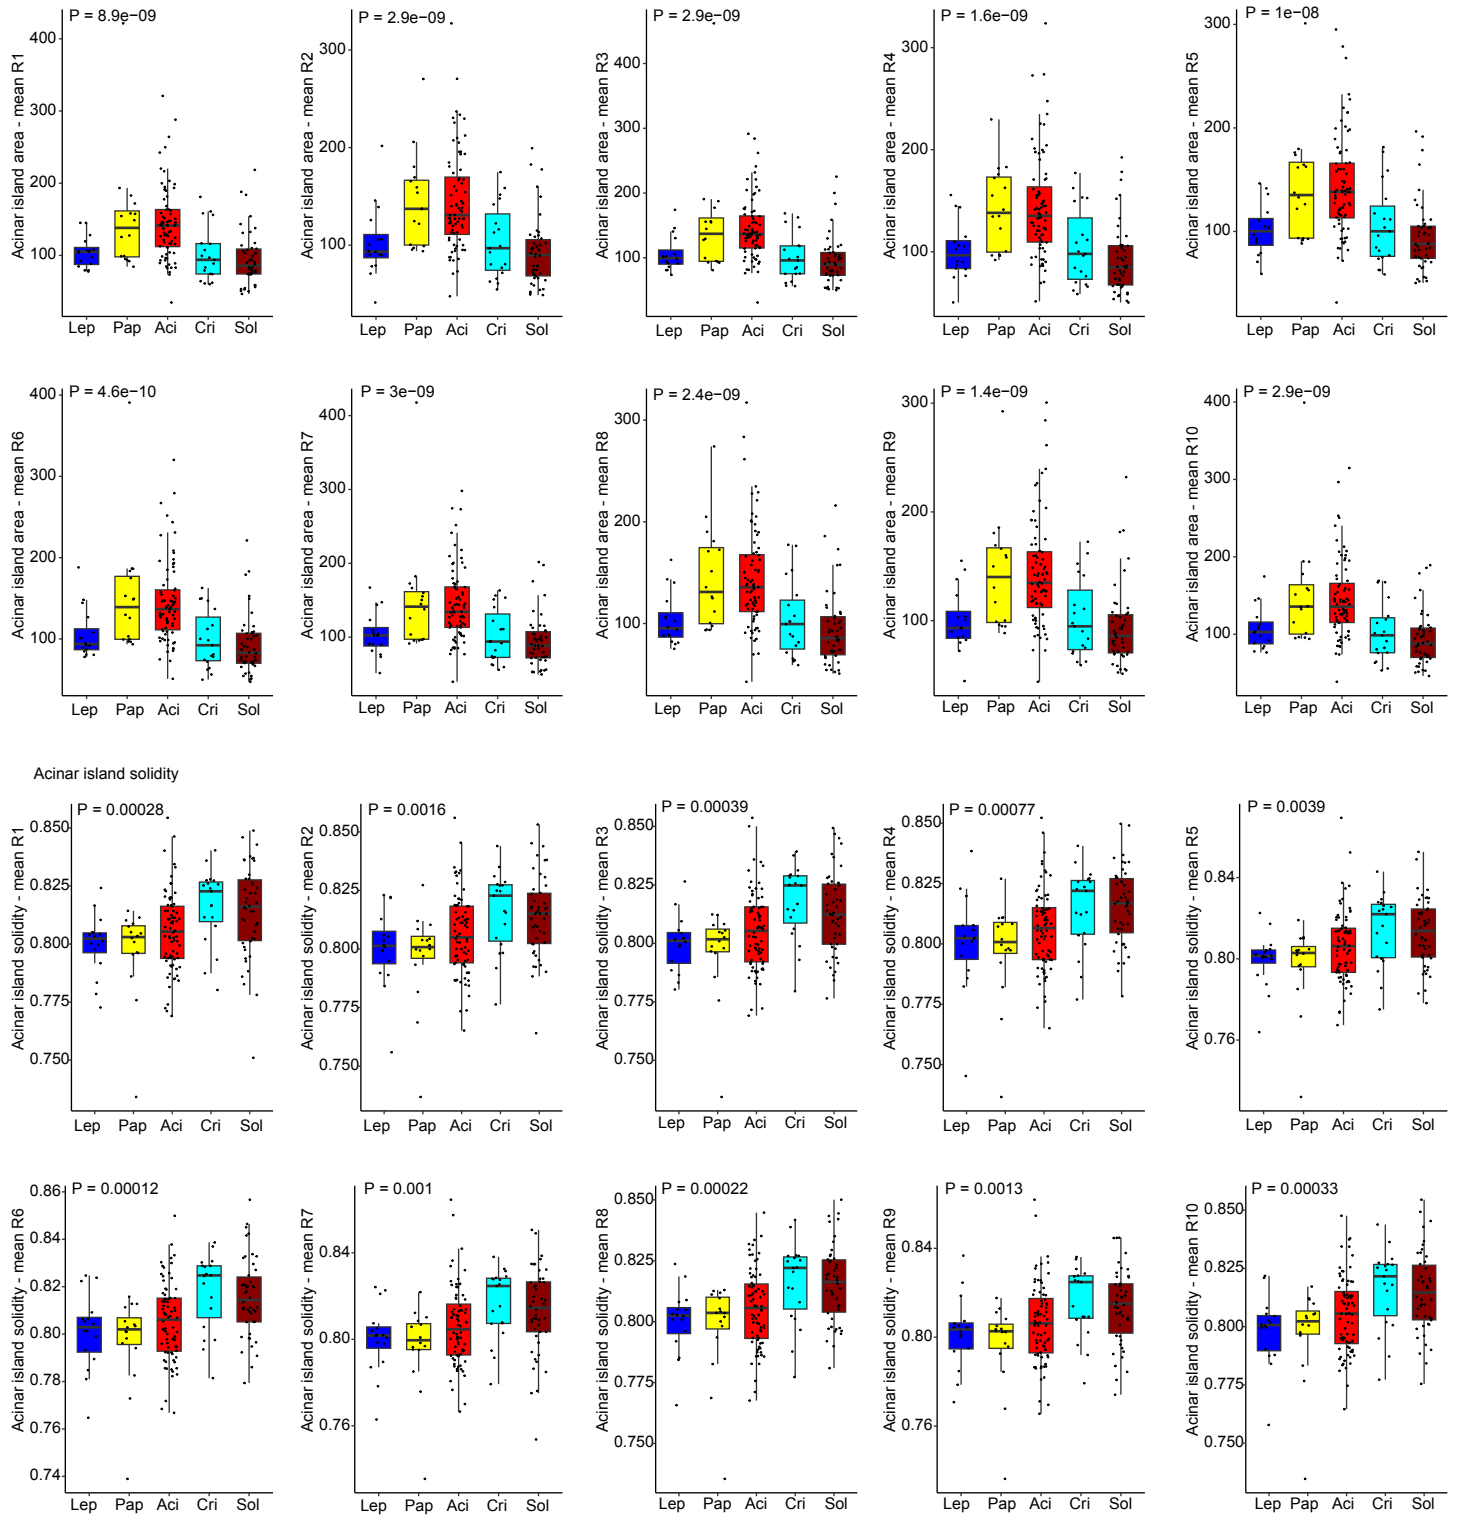 P = 8.9e−09
P = 2.9e−09
P = 2.9e−09
P = 1.6e−09
P = 1e−08
Acinar island area - mean R1
400
300
200
100
Lep Pap Aci Cri Sol
Acinar island area - mean R2
300
200
100
Lep Pap Aci Cri Sol
Acinar island area - mean R3
400
300
200
100
Lep Pap Aci Cri Sol
Acinar island area - mean R4
300
200
100
Lep Pap Aci Cri Sol
Acinar island area - mean R5
300
200
100
Lep Pap Aci Cri Sol
P = 4.6e−10
P = 3e−09
P = 2.4e−09
P = 1.4e−09
P = 2.9e−09
Acinar island area - mean R6
400
300
200
100
Lep Pap Aci Cri Sol
Acinar island area - mean R7
400
300
200
100
Lep Pap Aci Cri Sol
Acinar island area - mean R8
300
200
100
Lep Pap Aci Cri Sol
Acinar island area - mean R9
300
200
100
Lep Pap Aci Cri Sol
Acinar island area - mean R10
400
300
200
100
Lep Pap Aci Cri Sol
Acinar island solidity
P = 0.00028
P = 0.0016
P = 0.00039
P = 0.00077
P = 0.0039
Acinar island solidity - mean R1
0.850
0.825
0.800
0.775
0.750
Lep Pap Aci Cri Sol
Acinar island solidity - mean R2
0.850
0.825
0.800
0.775
0.750
Lep Pap Aci Cri Sol
Acinar island solidity - mean R3
0.850
0.825
0.800
0.775
0.750
Lep Pap Aci Cri Sol
Acinar island solidity - mean R4
0.850
0.825
0.800
0.775
0.750
Lep Pap Aci Cri Sol
Acinar island solidity - mean R5
0.84
0.80
0.76
Lep Pap Aci Cri Sol
P = 0.00012
P = 0.001
P = 0.00022
P = 0.0013
P = 0.00033
Acinar island solidity - mean R6
0.86
0.84
0.82
0.80
0.78
0.76
0.74
Lep Pap Aci Cri Sol
Acinar island solidity - mean R7
0.84
0.80
0.76
Lep Pap Aci Cri Sol
Acinar island solidity - mean R8
0.850
0.825
0.800
0.775
0.750
Lep Pap Aci Cri Sol
Acinar island solidity - mean R9
0.84
0.80
0.76
Lep Pap Aci Cri Sol
Acinar island solidity - mean R10
0.850
0.825
0.800
0.775
0.750
Lep Pap Aci Cri Sol